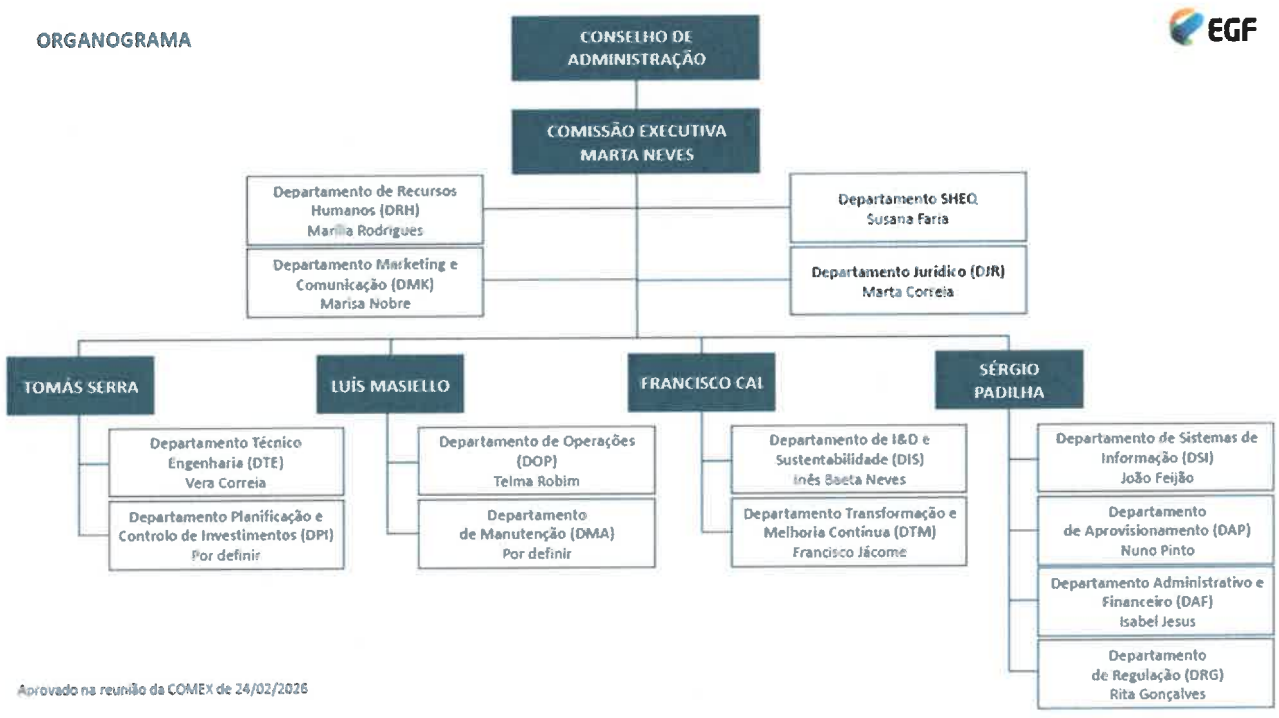 ORGANOGRAMA
EGF
CONSELHO DE
ADMINISTRAÇÃO
COMISSÃO EXECUTIVA
MARTA NEVES
Departamento de Recursos
Humanos (DRH)
Marília Rodrigues
Departamento SHEQ
Susana Faria
Departamento Marketing e
Comunicação (DMK)
Marisa Nobre
Departamento Jurídico (DJR)
Marta Correia
TOMÁS SERRA
LUÍS MASIELLO
FRANCISCO CAL
SÉRGIO
PADILHA
Departamento Técnico
Engenharia (DTE)
Vera Correia
Departamento Planificação e
Controlo de Investimentos (DPI)
Por definir
Departamento de Operações
(DOP)
Telma Robim
Departamento
de Manutenção (DMA)
Por definir
Departamento de I&D e
Sustentabilidade (DIS)
Inês Baeta Neves
Departamento Transformação e
Melhoria Contínua (DTM)
Francisco Jácome
Departamento de Sistemas de
Informação (DSI)
João Feijão
Departamento
de Aprovisionamento (DAP)
Nuno Pinto
Departamento Administrativo e
Financeiro (DAF)
Isabel Jesus
Departamento
de Regulação (DRG)
Rita Gonçalves
Aprovado na reunião da COMEX de 24/02/2026